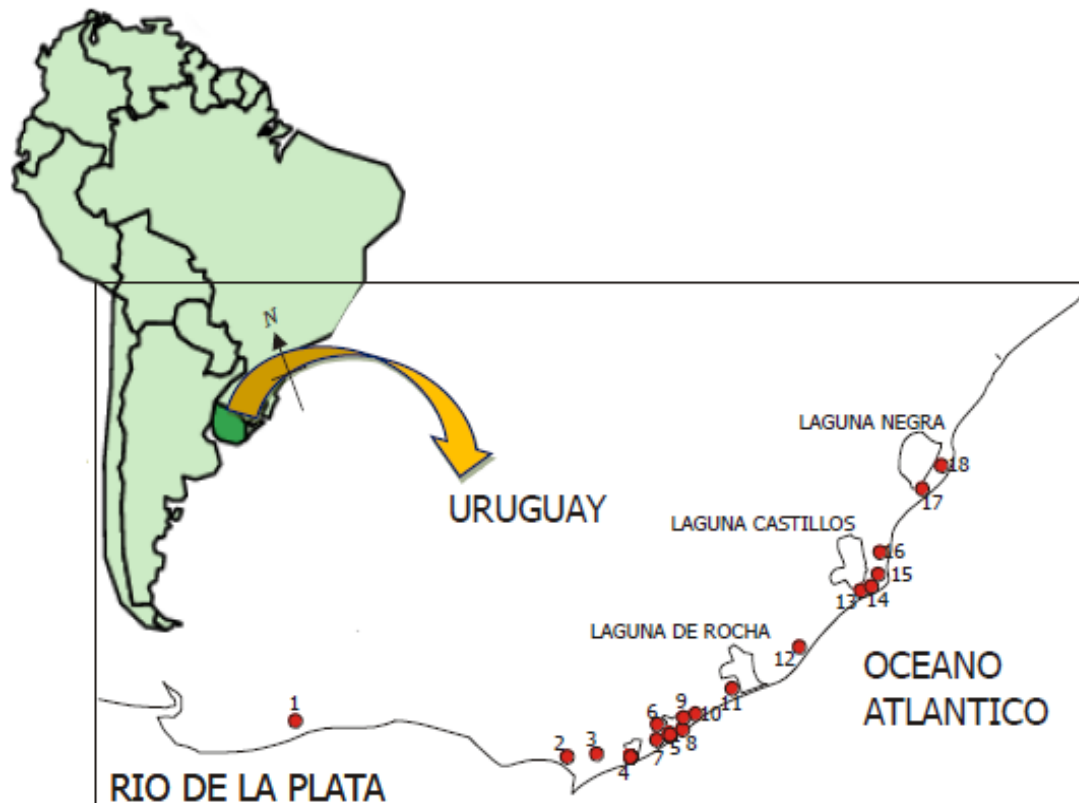 N
LAGUNA NEGRA
18
17
URUGUAY
LAGUNA CASTILLOS
16
15
13
14
LAGUNA DE ROCHA
12
OCEANO
ATLANTICO
11
1
9
10
6
8
5
7
2
3
4
RIO DE LA PLATA